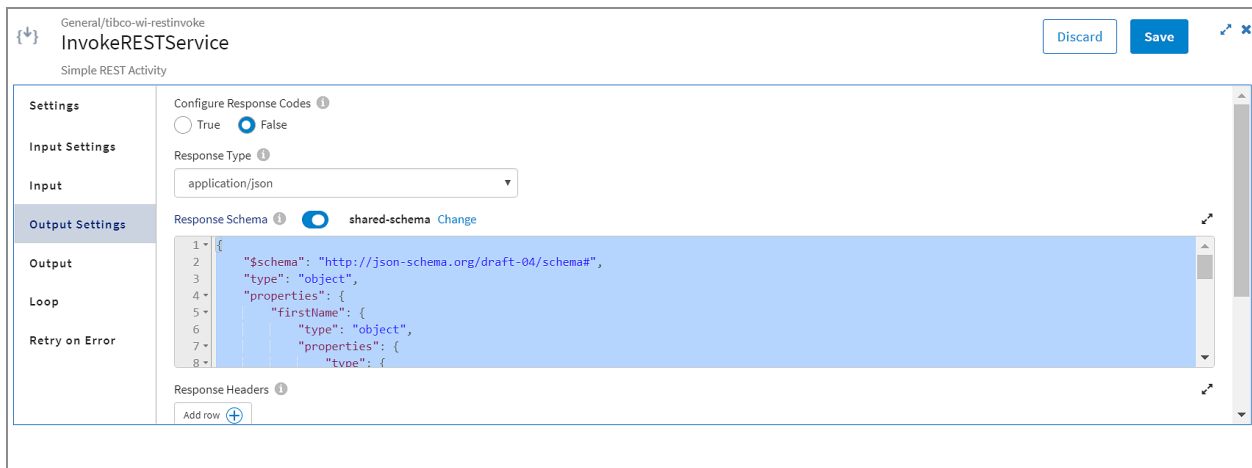 General/tibco-wi-restinvoke
InvokeRESTService
Discard
Save
Simple REST Activity
Settings
Input Settings
Input
Output Settings
Output
Loop
Retry on Error
Configure Response Codes
True False
Response Type
application/json
Response Schema shared-schema Change
1 {
2 "$schema": "http://json-schema.org/draft-04/schema#",
3 "type": "object",
4 "properties": {
5 "firstName": {
6 "type": "object",
7 "properties": {
8 "type": {
Response Headers
Add row